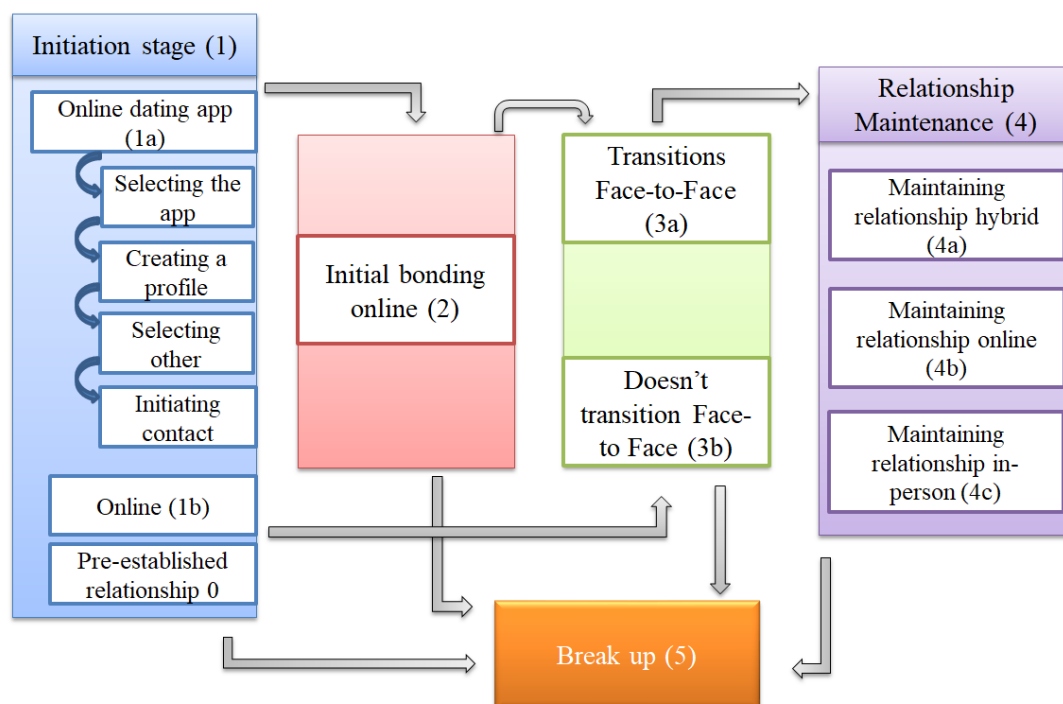 Initiation stage (1)
Online dating app
(1a)
Selecting the
app
Creating a
profile
Selecting
other
Initiating
contact
Online (1b)
Pre-established
relationship 0
Initial bonding
online (2)
Transitions
Face-to-Face
(3a)
Doesn’t
transition Face-
to Face (3b)
Relationship
Maintenance (4)
Maintaining
relationship hybrid
(4a)
Maintaining
relationship online
(4b)
Maintaining
relationship in-
person (4c)
Break up (5)